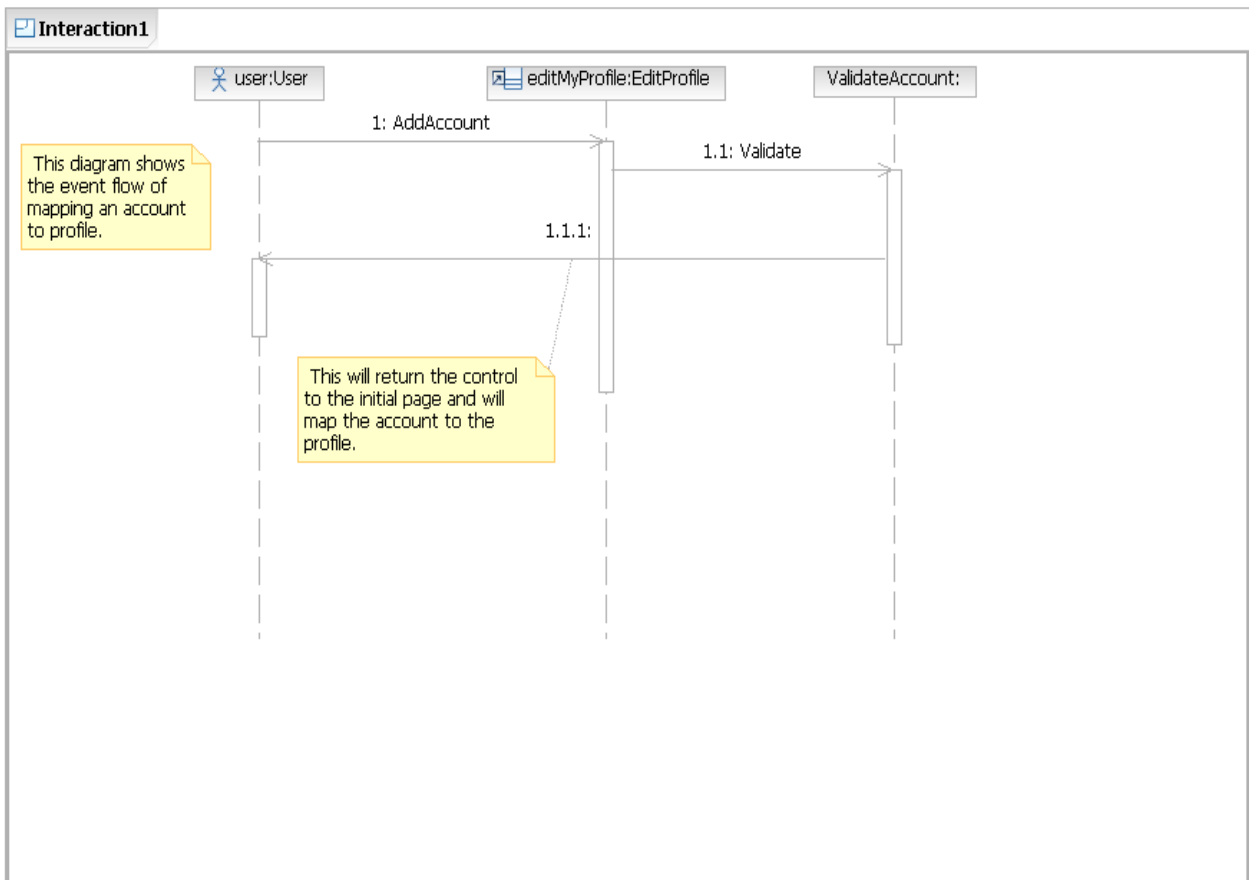 Interaction1
user:User
editMyProfile:EditProfile
ValidateAccount:
1: AddAccount
1.1: Validate
This diagram shows
the event flow of
mapping an account
to profile.
1.1.1:
This will return the control
to the initial page and will
map the account to the
profile.